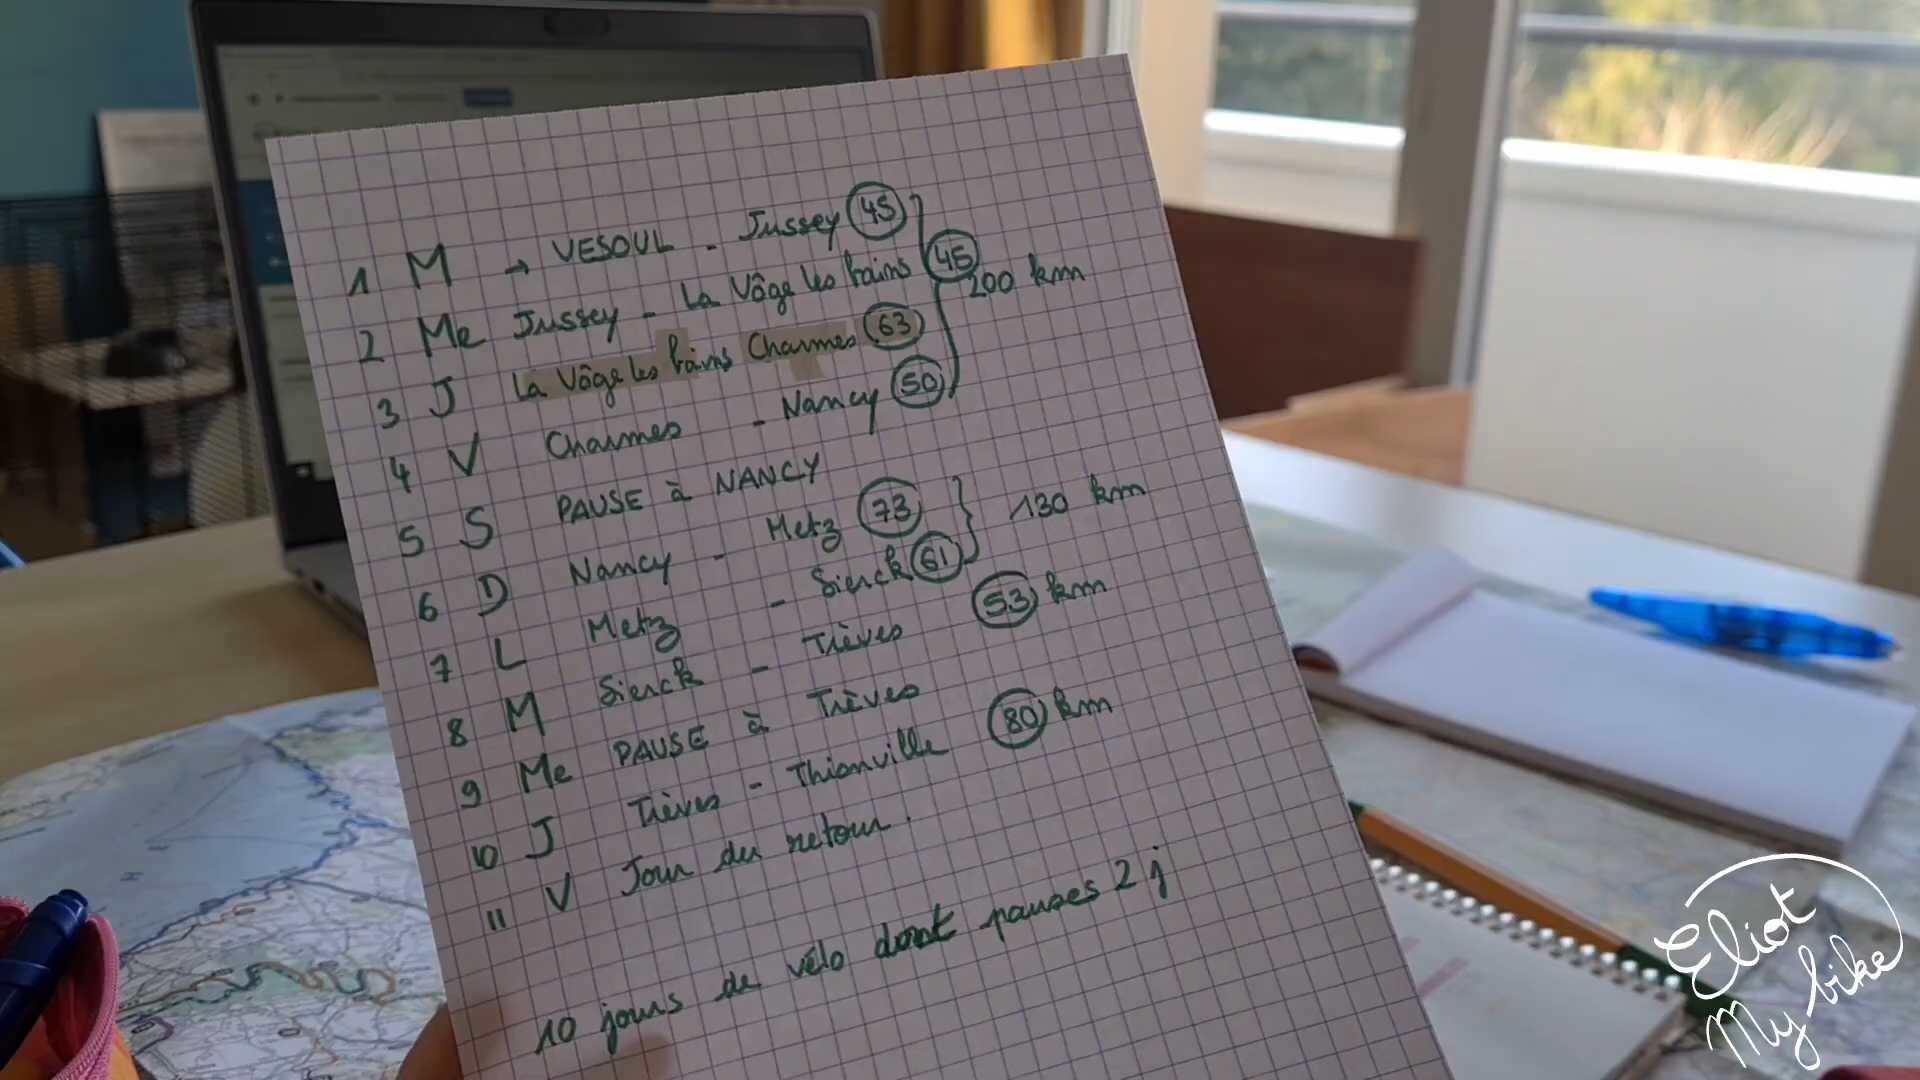 1 M → VESOUL - Jussey 45
2 Me Jussey - La Vôge les bains 45
200 km
3 J La Vôge les bains Charmes 63
4 V Charmes - Nancy 50
5 S PAUSE à NANCY
6 D Nancy - Metz 73
130 km
7 L Metz - Sierck 61
8 M Sierck - Trèves 53 km
9 Me PAUSE à Trèves
10 J Trèves - Thionville 80 km
11 V Jour du retour.
10 jours de vélo dont pauses 2 j
Eliot
My bike